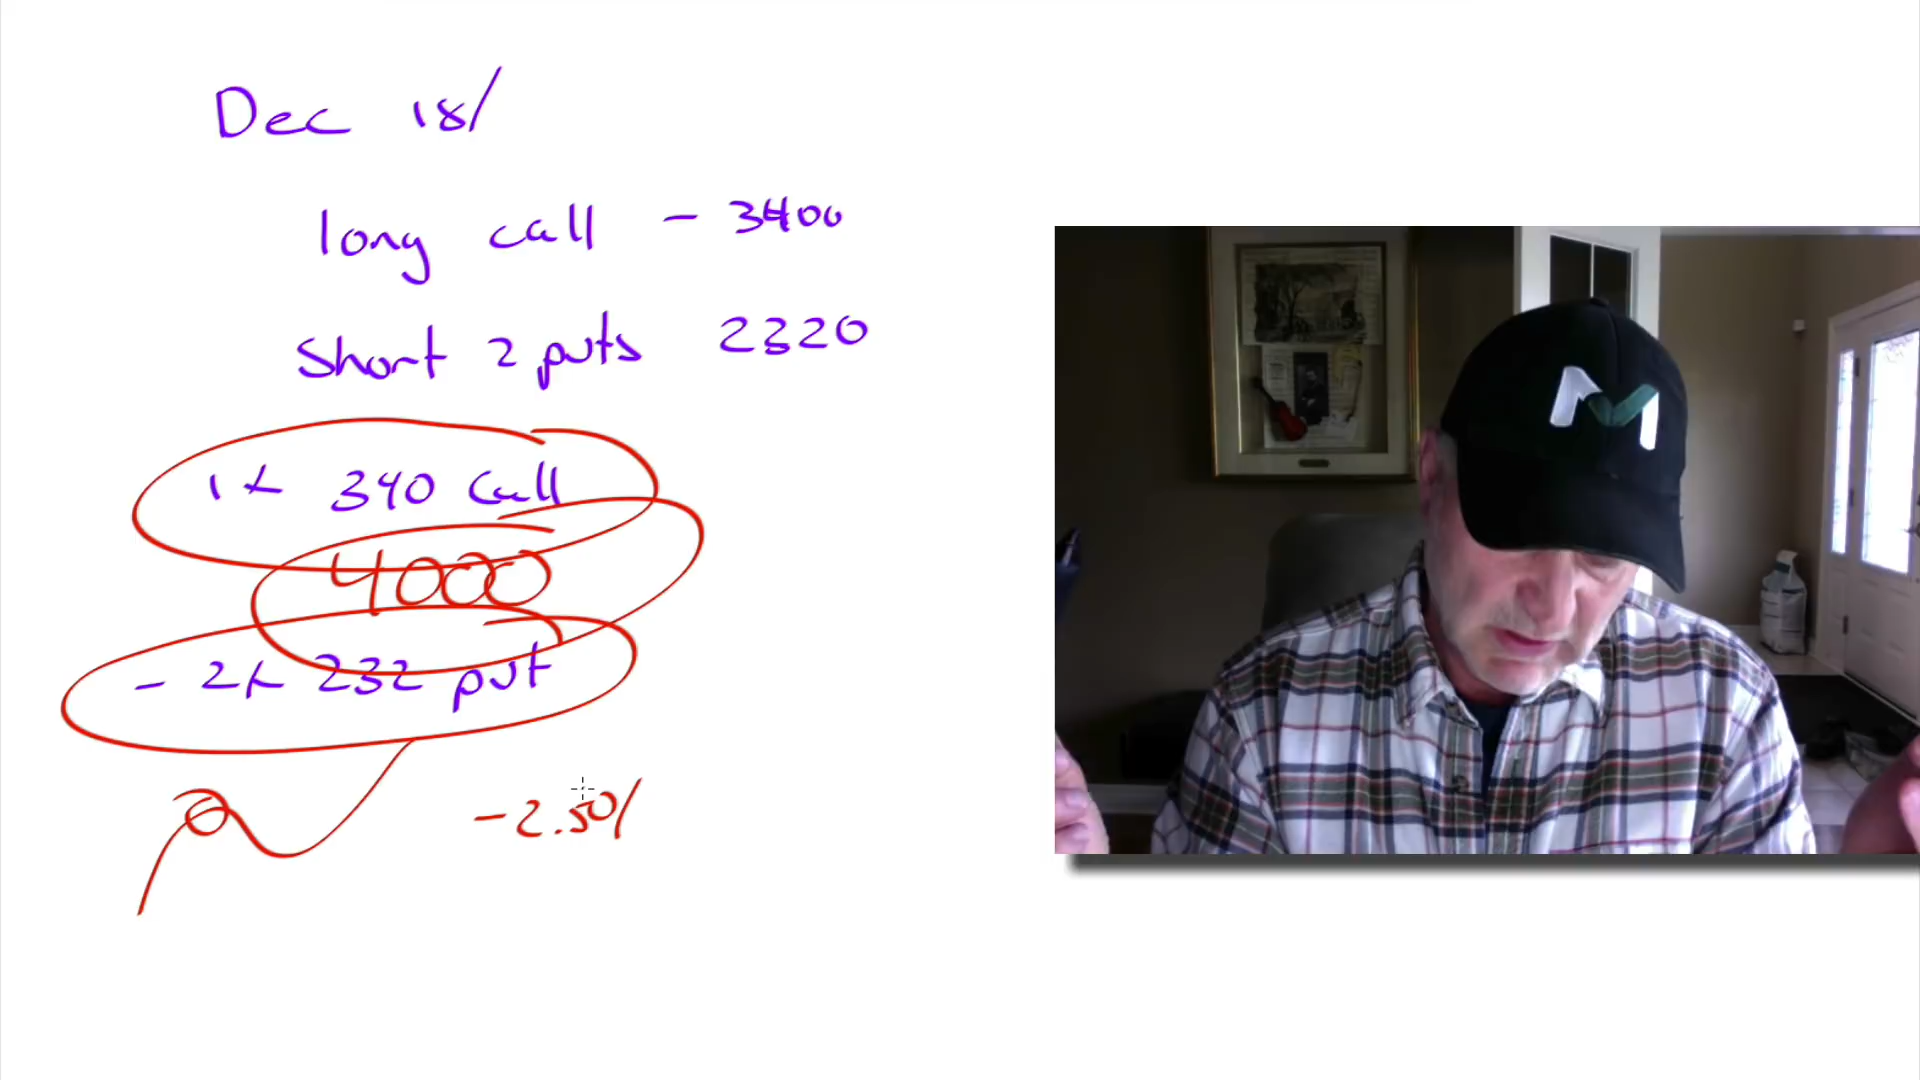 Dec 18/
long call - 3400
Short 2 puts 2320
1x 340 call
4000
- 2x 232 put
-2.50/
M